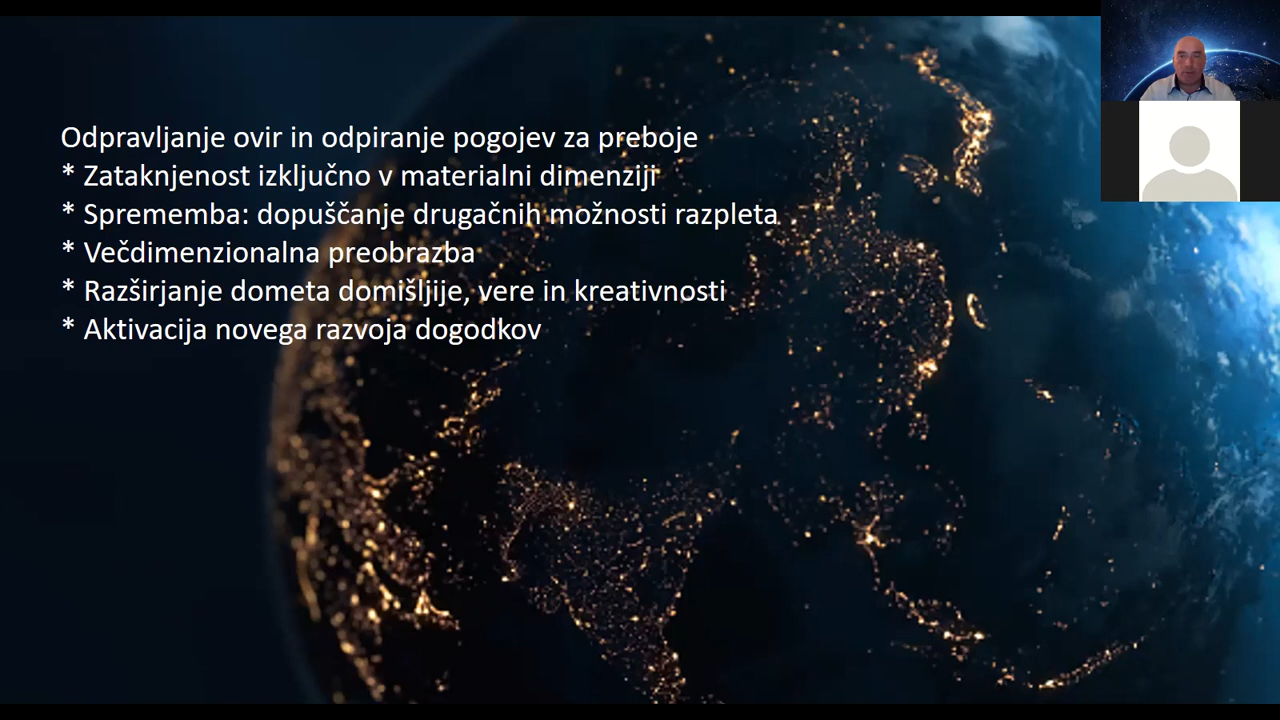 Odpravljanje ovir in odpiranje pogojev za preboje
* Zataknjenost izključno v materialni dimenziji
* Sprememba: dopuščanje drugačnih možnosti razpleta
* Večdimenzionalna preobrazba
* Razširjanje dometa domišljije, vere in kreativnosti
* Aktivacija novega razvoja dogodkov